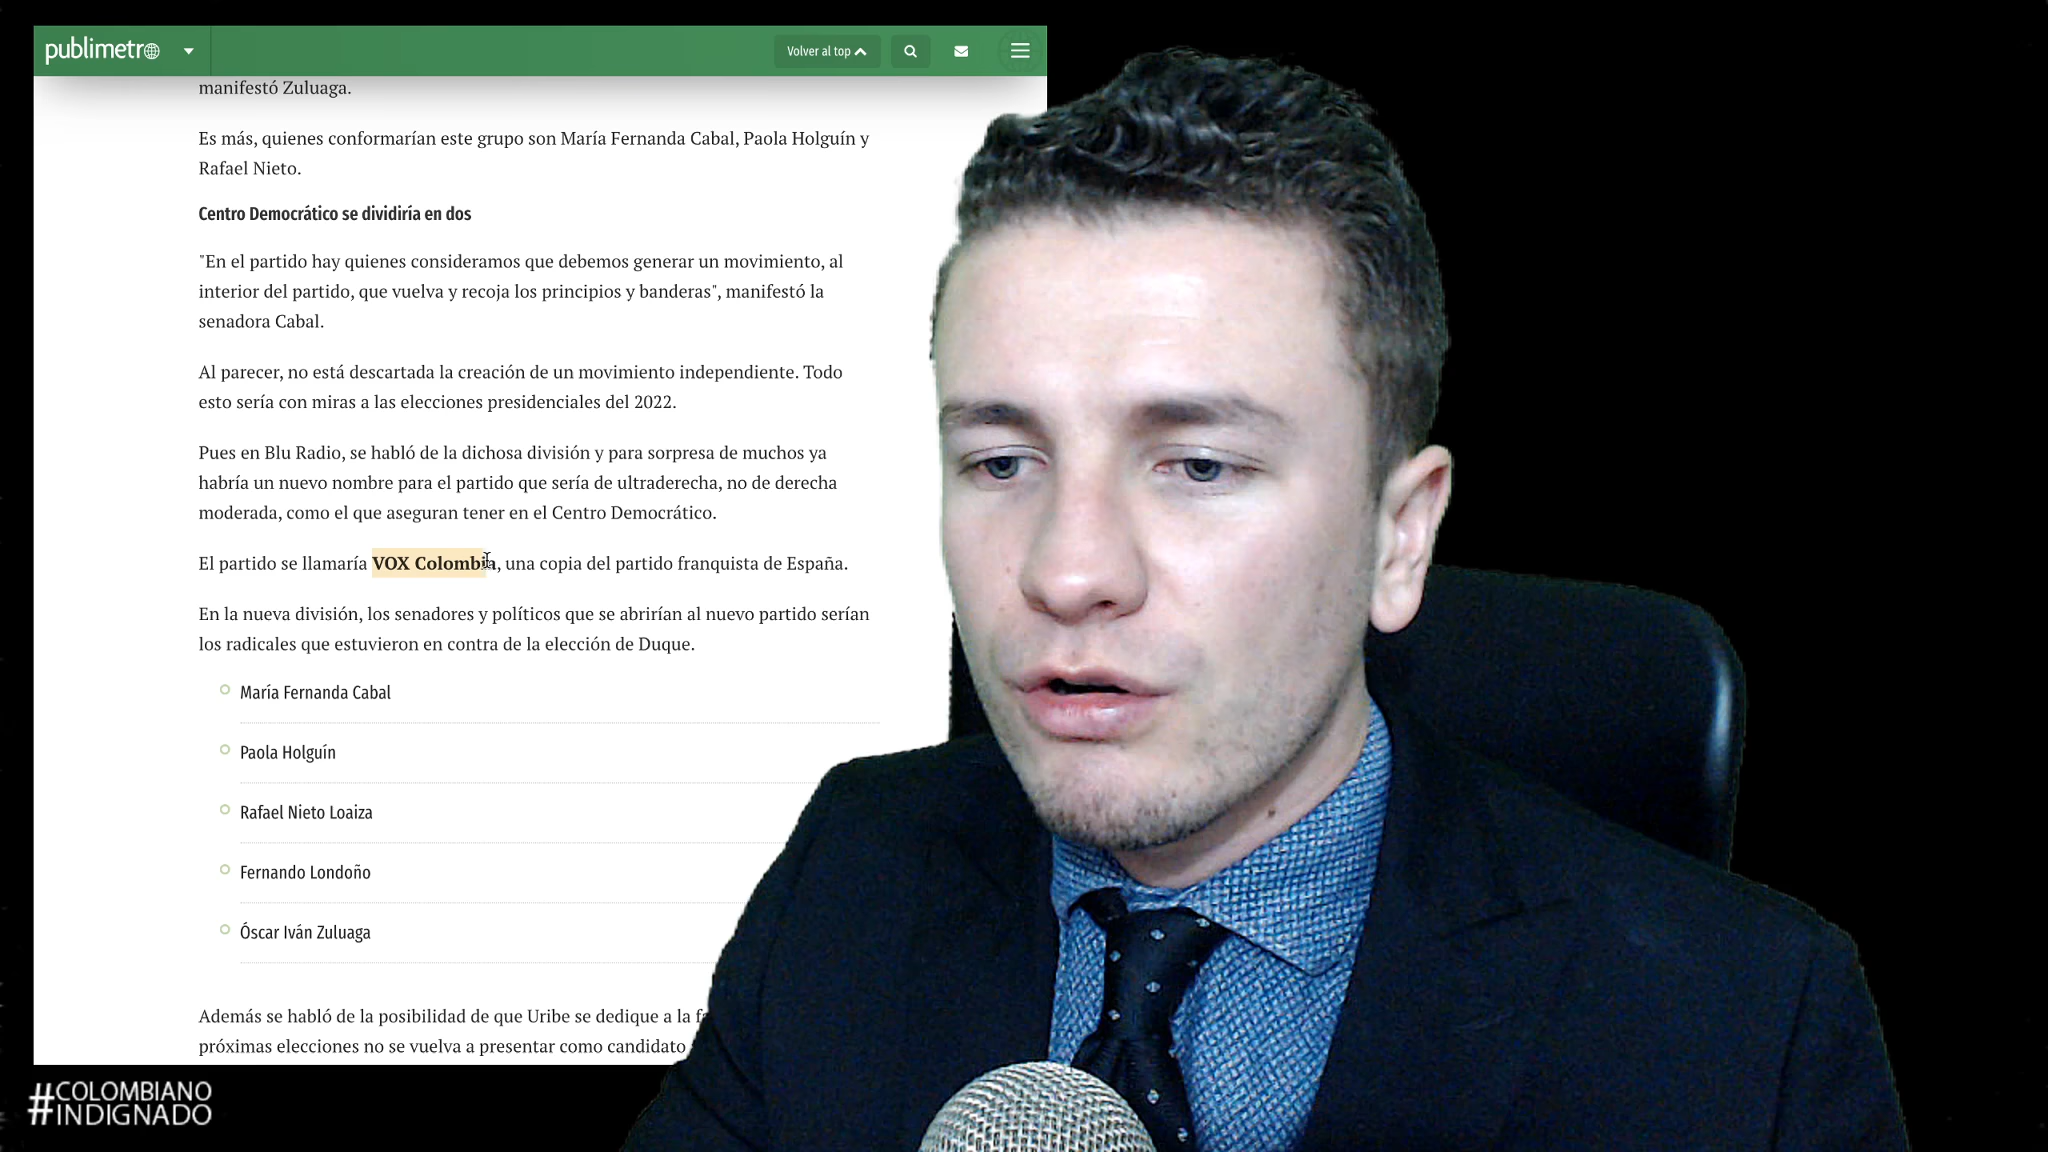 publimetro
Volver al top
manifestó Zuluaga.
Es más, quienes conformarían este grupo son María Fernanda Cabal, Paola Holguín y
Rafael Nieto.
Centro Democrático se dividiría en dos
"En el partido hay quienes consideramos que debemos generar un movimiento, al
interior del partido, que vuelva y recoja los principios y banderas", manifestó la
senadora Cabal.
Al parecer, no está descartada la creación de un movimiento independiente. Todo
esto sería con miras a las elecciones presidenciales del 2022.
Pues en Blu Radio, se habló de la dichosa división y para sorpresa de muchos ya
habría un nuevo nombre para el partido que sería de ultraderecha, no de derecha
moderada, como el que aseguran tener en el Centro Democrático.
El partido se llamaría VOX Colombia, una copia del partido franquista de España.
En la nueva división, los senadores y políticos que se abrirían al nuevo partido serían
los radicales que estuvieron en contra de la elección de Duque.
María Fernanda Cabal
Paola Holguín
Rafael Nieto Loaiza
Fernando Londoño
Óscar Iván Zuluaga
Además se habló de la posibilidad de que Uribe se dedique a la
próximas elecciones no se vuelva a presentar como candidato
#COLOMBIANO
INDIGNADO